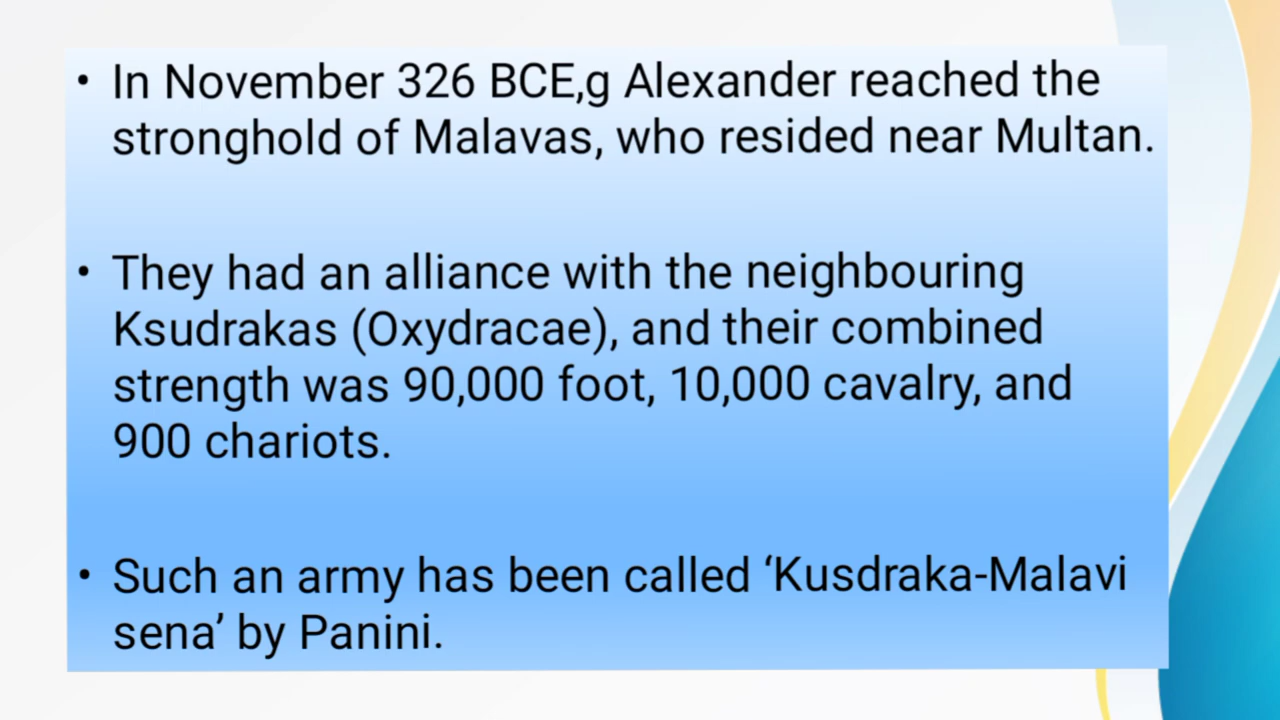 • In November 326 BCE,g Alexander reached the
stronghold of Malavas, who resided near Multan.
• They had an alliance with the neighbouring
Ksudrakas (Oxydracae), and their combined
strength was 90,000 foot, 10,000 cavalry, and
900 chariots.
• Such an army has been called ‘Kusdraka-Malavi
sena’ by Panini.